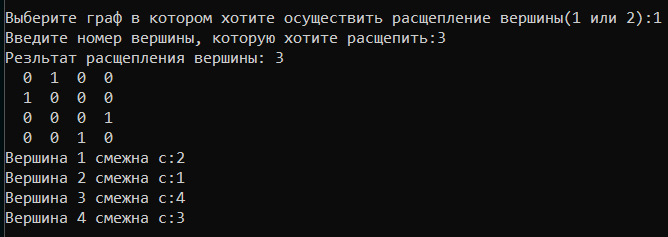 Выберите граф в котором хотите осуществить расщепление вершины(1 или 2):1
Введите номер вершины, которую хотите расщепить:3
Резльтат расщепления вершины: 3
0 1 0 0
1 0 0 0
0 0 0 1
0 0 1 0
Вершина 1 смежна с:2
Вершина 2 смежна с:1
Вершина 3 смежна с:4
Вершина 4 смежна с:3